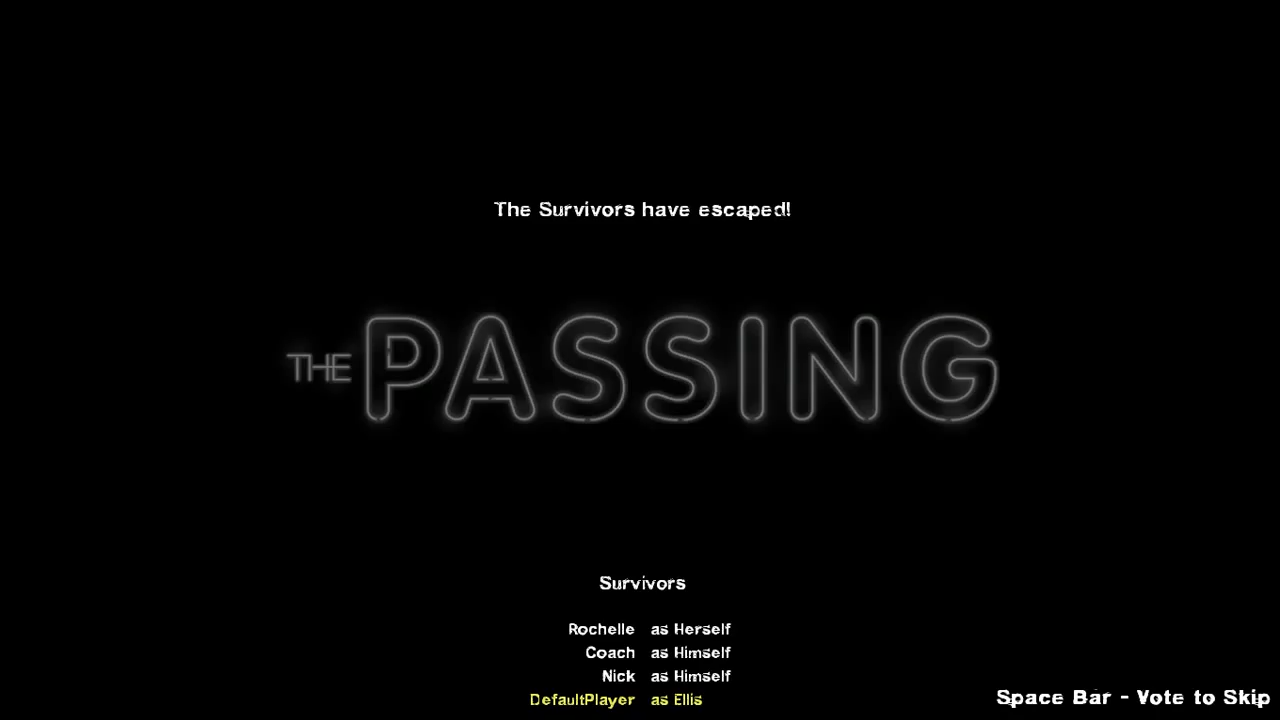 The Survivors have escaped!
THE PASSING
Survivors
Rochelle as Herself
Coach as Himself
Nick as Himself
DefaultPlayer as Ellis
Space Bar - Vote to Skip